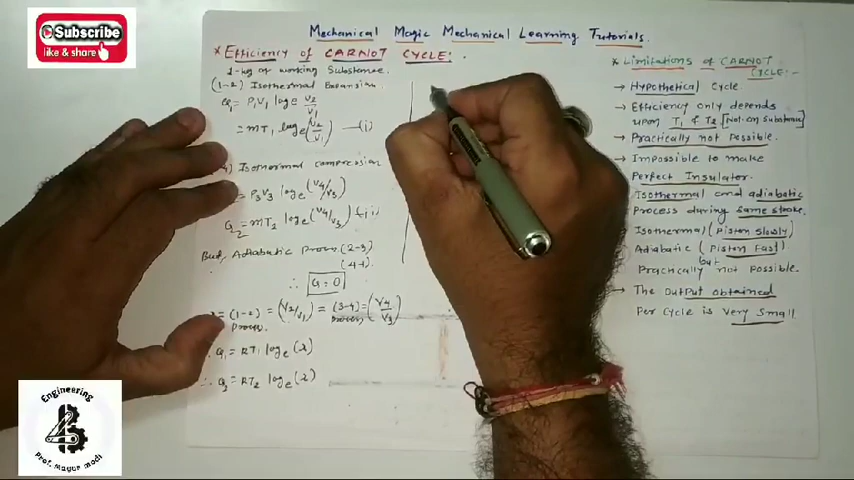 Subscribe
like & share
Mechanical Magic Mechanical Learning Tutorials.
* Efficiency of CARNOT CYCLE:-
1-kg of working Substance.
(1-2) Isothermal Expansion
Q1 = P1V1 loge V2/V1
= mT1 loge (V2/V1) —(i)
4) Isothermal compression
= P3V3 loge (V4/V3)
= mT2 loge (V4/V3) —(ii)
But, Adiabatic Process (2-3)
(4-1)
∴ Q = 0
= (1-2) = (V2/V1) = (3-4) = (V4/V3)
Process. Process
∴ Q1 = RT1 loge (r)
∴ Q2 = RT2 loge (r)
* Limitations of CARNOT
CYCLE:-
→ Hypothetical Cycle
→ Efficiency only depends
upon T1 & T2 [Not on Substance]
→ Practically not Possible.
→ Impossible to make
Perfect Insulator.
Isothermal and adiabatic
Process during same stroke.
Isothermal (Piston slowly)
Adiabatic (Piston Fast)
but
Practically not possible.
→ The Output obtained
Per Cycle is very small
Engineering
Prof. Mayur modi